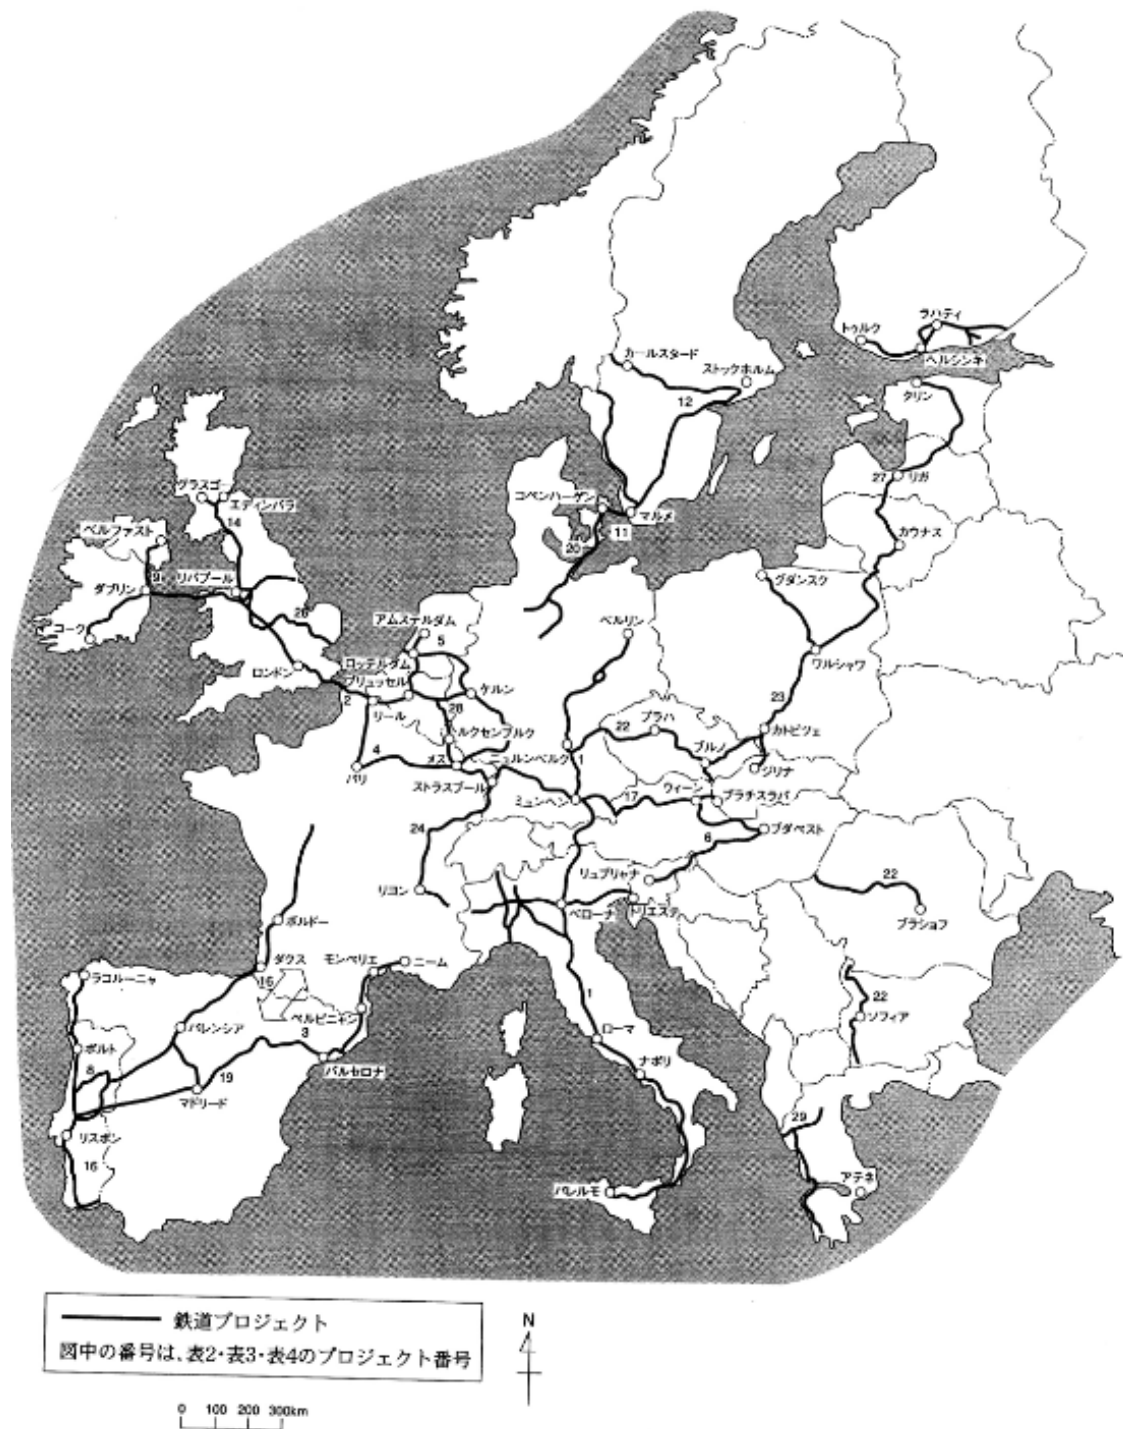 ラハティ
トゥルク
ヘルシンキ
カールスタード
ストックホルム
タリン
12
グラスゴー
エディンバラ
27
リガ
コペンハーゲン
マルメ
14
11
ベルファスト
カウナス
20
9
リバプール
グダンスク
ダブリン
26
アムステルダム
ベルリン
コーク
5
ロッテルダム
ワルシャワ
ロンドン
ブリュッセル
ケルン
2
リール
28
23
プラハ
22
カトビツェ
ルクセンブルク
4
メス
ニュルンベルク
1
ブルノ
ジリナ
パリ
ストラスブール
ミュンヘン
17
ウィーン
ブラチスラバ
24
ブダペスト
6
リヨン
リュブリャナ
22
ベローナ
トリエステ
ブラショフ
ボルドー
ラコルーニャ
ダクス
モンペリエ
ニーム
16
ペルピニャン
22
ソフィア
パレンシア
3
1
ローマ
ポルト
バルセロナ
ナポリ
8
19
マドリード
29
リスボン
16
パレルモ
アテネ
鉄道プロジェクト
図中の番号は、表2・表3・表4のプロジェクト番号
N
0 100 200 300km